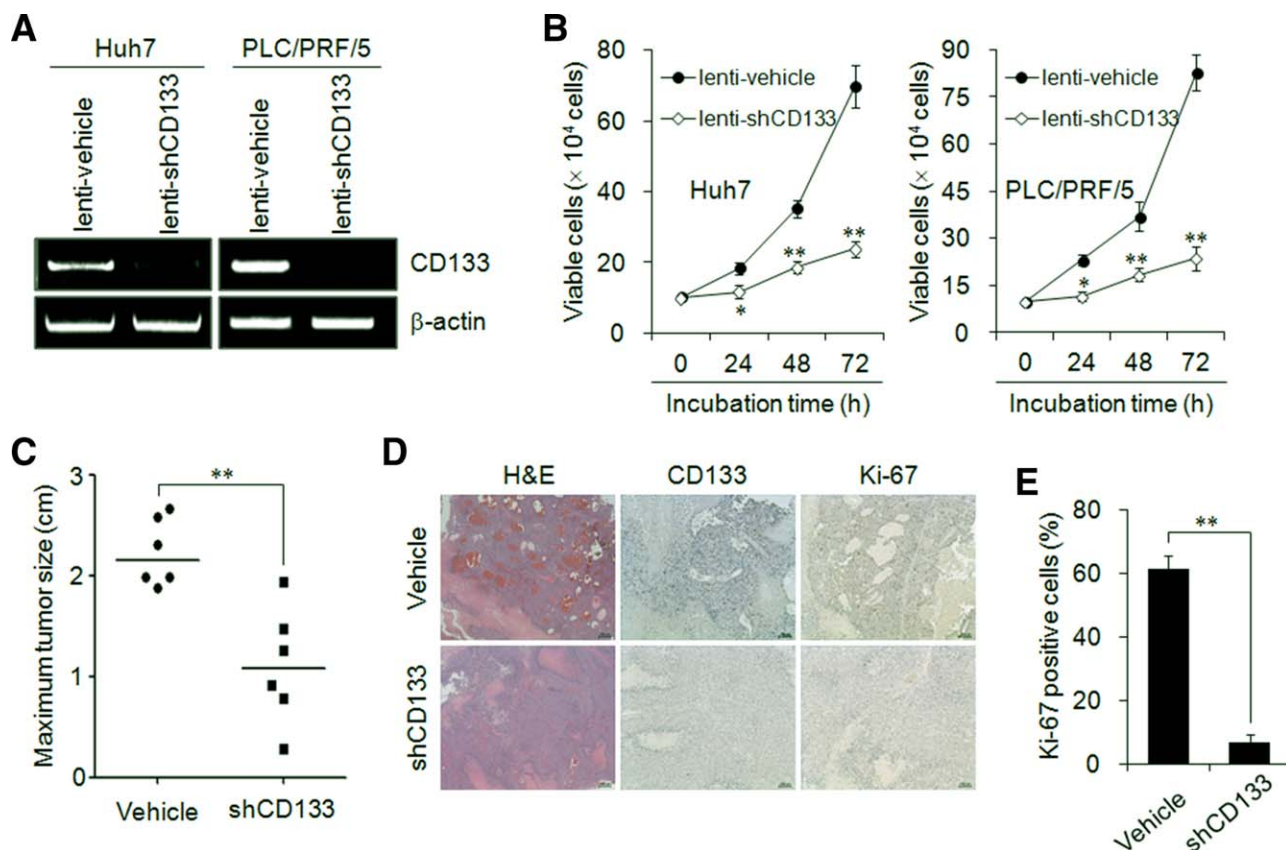 A
Huh7
PLC/PRF/5
lenti-vehicle
lenti-shCD133
lenti-vehicle
lenti-shCD133
CD133
β-actin
B
Viable cells (× 10⁴ cells)
80
60
40
20
0
lenti-vehicle
lenti-shCD133
Huh7
*
**
**
0 24 48 72
Incubation time (h)
Viable cells (× 10⁴ cells)
90
75
60
45
30
15
0
lenti-vehicle
lenti-shCD133
PLC/PRF/5
*
**
**
0 24 48 72
Incubation time (h)
C
Maximum tumor size (cm)
3
2
1
0
**
Vehicle shCD133
D
H&E CD133 Ki-67
Vehicle
shCD133
E
Ki-67 positive cells (%)
80
60
40
20
0
**
Vehicle
shCD133